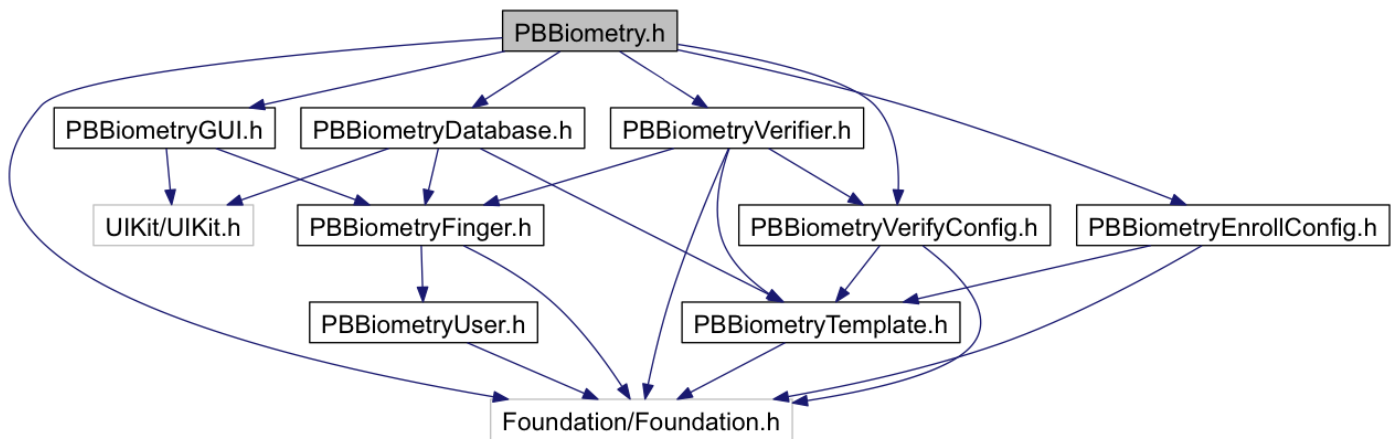 PBBiometry.h
PBBiometryGUI.h
PBBiometryDatabase.h
PBBiometryVerifier.h
UIKit/UIKit.h
PBBiometryFinger.h
PBBiometryVerifyConfig.h
PBBiometryEnrollConfig.h
PBBiometryUser.h
PBBiometryTemplate.h
Foundation/Foundation.h